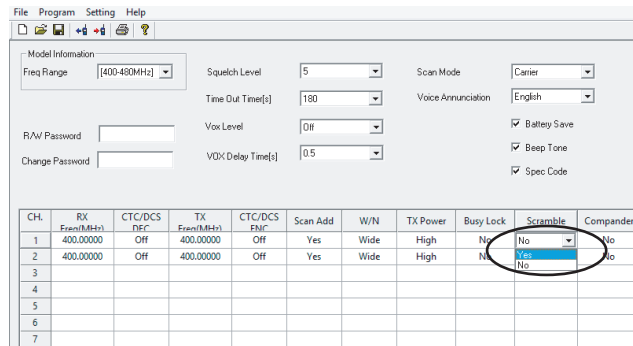 File Program Setting Help
Model Information
Freq Range [400-480MHz] Squelch Level 5 Scan Mode Carrier
Time Out Timer[s] 180 Voice Annunciation English
R/W Password Vox Level Off Battery Save
Change Password VOX Delay Time[s] 0.5 Beep Tone
Spec Code
CH. RX Freq(MHz) CTC/DCS DEC TX Freq(MHz) CTC/DCS ENC Scan Add W/N TX Power Busy Lock Scramble Compander
1 400.00000 Off 400.00000 Off Yes Wide High No No No
2 400.00000 Off 400.00000 Off Yes Wide High No Yes No
No
3
4
5
6
7